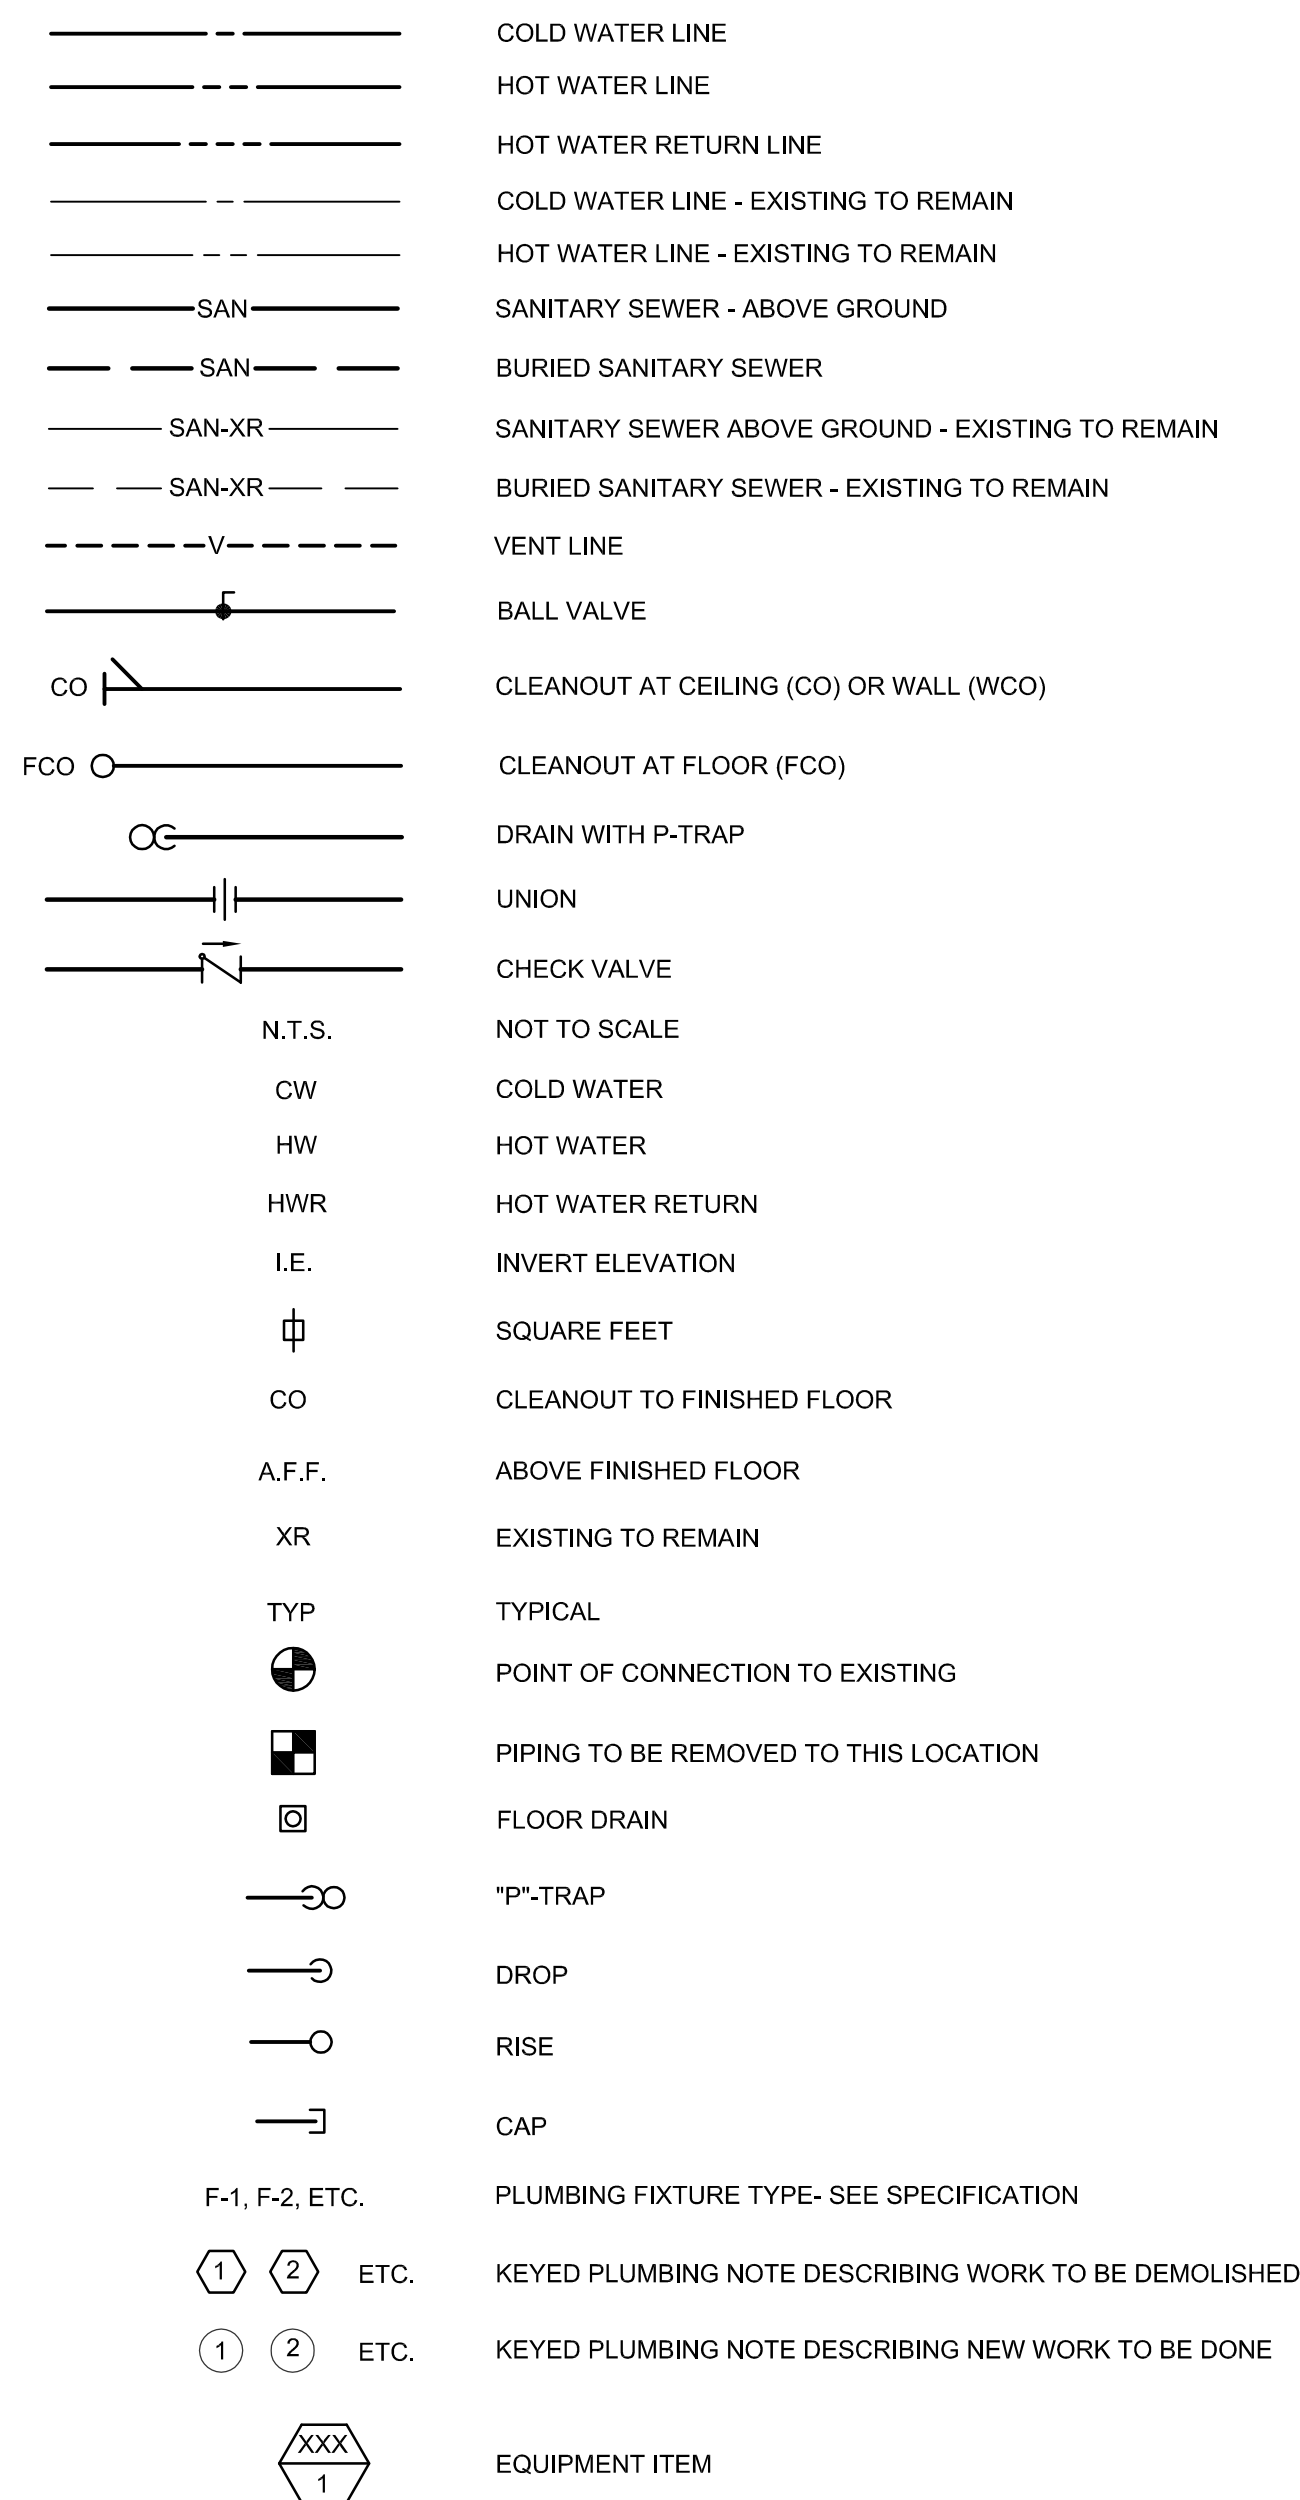 COLD WATER LINE
HOT WATER LINE
HOT WATER RETURN LINE
COLD WATER LINE - EXISTING TO REMAIN
HOT WATER LINE - EXISTING TO REMAIN
SAN SANITARY SEWER - ABOVE GROUND
SAN BURIED SANITARY SEWER
SAN-XR SANITARY SEWER ABOVE GROUND - EXISTING TO REMAIN
SAN-XR BURIED SANITARY SEWER - EXISTING TO REMAIN
V VENT LINE
BALL VALVE
CO CLEANOUT AT CEILING (CO) OR WALL (WCO)
FCO CLEANOUT AT FLOOR (FCO)
DRAIN WITH P-TRAP
UNION
CHECK VALVE
N.T.S. NOT TO SCALE
CW COLD WATER
HW HOT WATER
HWR HOT WATER RETURN
I.E. INVERT ELEVATION
SQUARE FEET
CO CLEANOUT TO FINISHED FLOOR
A.F.F. ABOVE FINISHED FLOOR
XR EXISTING TO REMAIN
TYP TYPICAL
POINT OF CONNECTION TO EXISTING
PIPING TO BE REMOVED TO THIS LOCATION
FLOOR DRAIN
"P"-TRAP
DROP
RISE
CAP
F-1, F-2, ETC. PLUMBING FIXTURE TYPE- SEE SPECIFICATION
1 2 ETC. KEYED PLUMBING NOTE DESCRIBING WORK TO BE DEMOLISHED
1 2 ETC. KEYED PLUMBING NOTE DESCRIBING NEW WORK TO BE DONE
XXX
1
EQUIPMENT ITEM